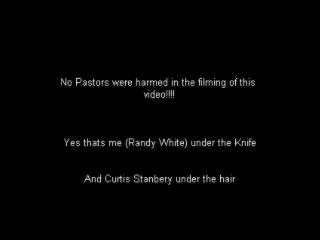 No Pastors were harmed in the filming of this
video!!!!
Yes thats me (Randy White) under the Knife
And Curtis Stanbery under the hair